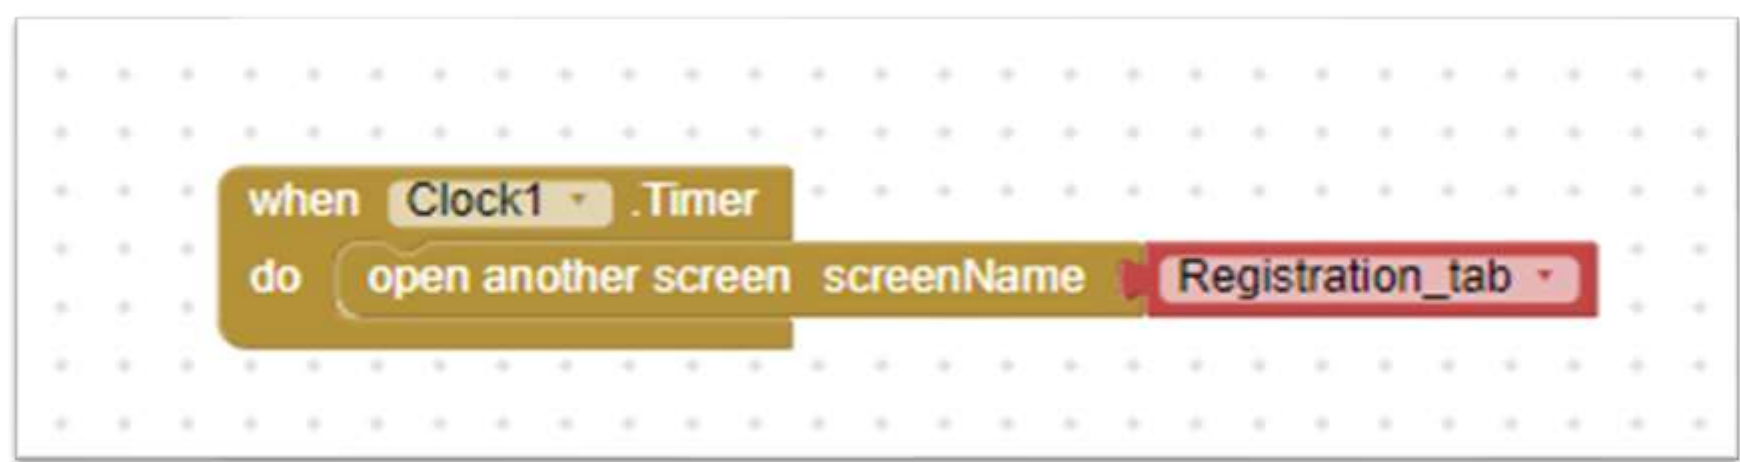 when Clock1 .Timer
do open another screen screenName Registration_tab